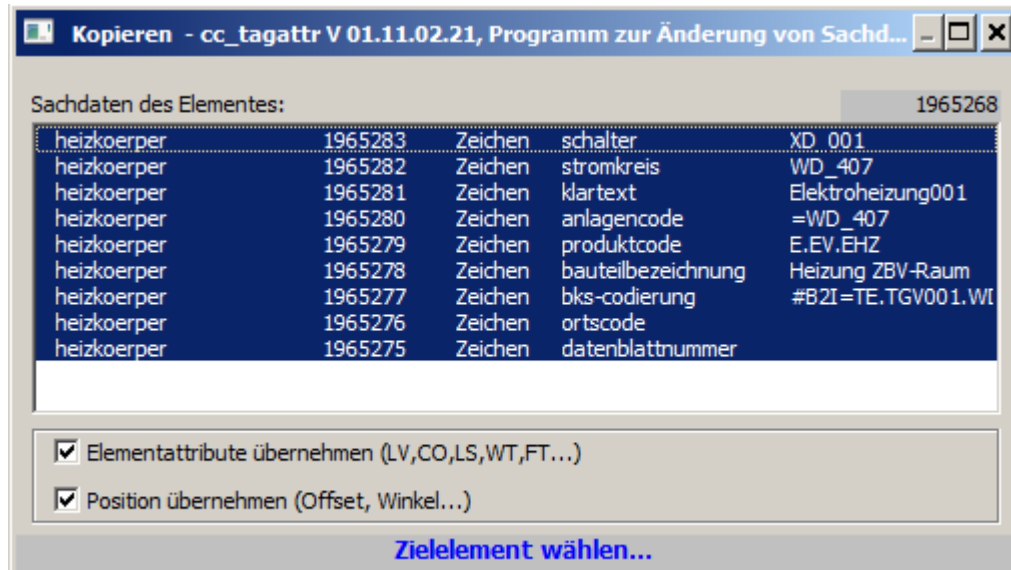 Kopieren - cc_tagattr V 01.11.02.21, Programm zur Änderung von Sachd...
Sachdaten des Elementes: 1965268
heizkoerper 1965283 Zeichen schalter XD_001
heizkoerper 1965282 Zeichen stromkreis WD_407
heizkoerper 1965281 Zeichen klartext Elektroheizung001
heizkoerper 1965280 Zeichen anlagencode =WD_407
heizkoerper 1965279 Zeichen produktcode E.EV.EHZ
heizkoerper 1965278 Zeichen bauteilbezeichnung Heizung ZBV-Raum
heizkoerper 1965277 Zeichen bks-codierung #B2I=TE.TGV001.WD
heizkoerper 1965276 Zeichen ortscode
heizkoerper 1965275 Zeichen datenblattnummer
Elementattribute übernehmen (LV,CO,LS,WT,FT...)
Position übernehmen (Offset, Winkel...)
Zielelement wählen...